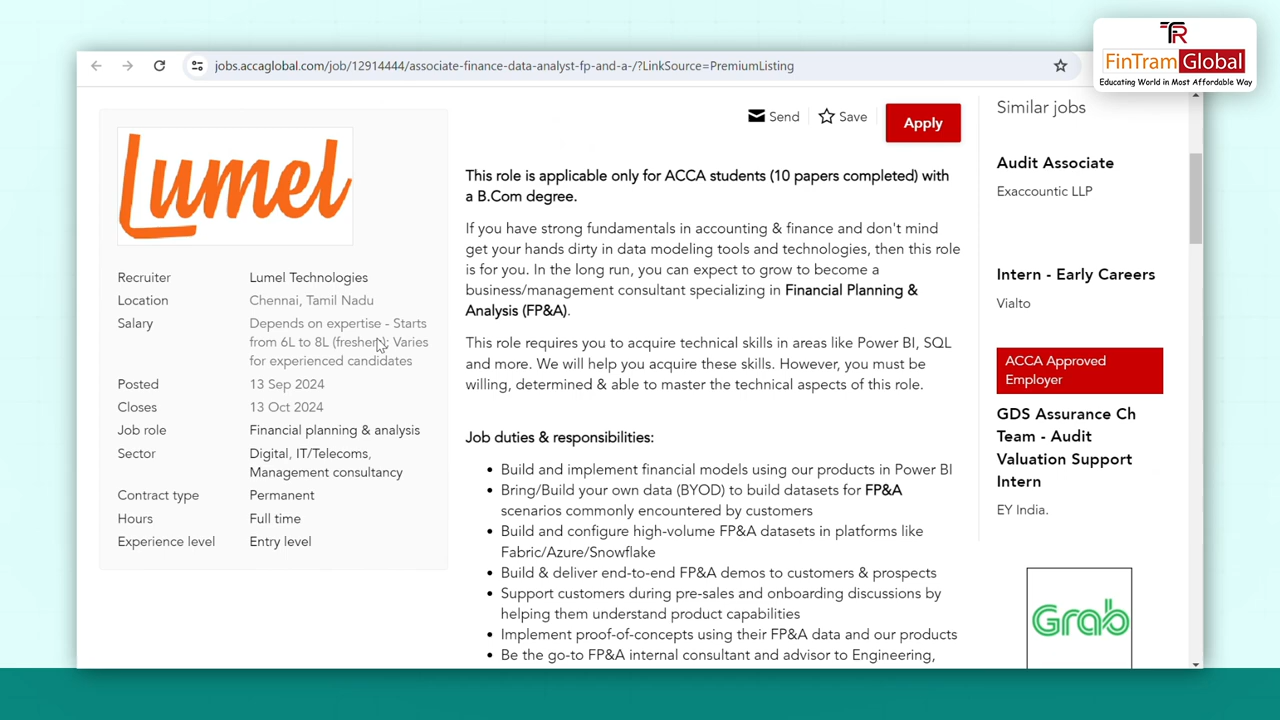 jobs.accaglobal.com/job/12914444/associate-finance-data-analyst-fp-and-a-/?LinkSource=PremiumListing
FR
FinTram Global
Educating World in Most Affordable Way
Lumel
Recruiter Lumel Technologies
Location Chennai, Tamil Nadu
Salary Depends on expertise - Starts
from 6L to 8L (freshers); Varies
for experienced candidates
Posted 13 Sep 2024
Closes 13 Oct 2024
Job role Financial planning & analysis
Sector Digital, IT/Telecoms,
Management consultancy
Contract type Permanent
Hours Full time
Experience level Entry level
Send Save Apply
This role is applicable only for ACCA students (10 papers completed) with
a B.Com degree.
If you have strong fundamentals in accounting & finance and don't mind
get your hands dirty in data modeling tools and technologies, then this role
is for you. In the long run, you can expect to grow to become a
business/management consultant specializing in Financial Planning &
Analysis (FP&A).
This role requires you to acquire technical skills in areas like Power BI, SQL
and more. We will help you acquire these skills. However, you must be
willing, determined & able to master the technical aspects of this role.
Job duties & responsibilities:
• Build and implement financial models using our products in Power BI
• Bring/Build your own data (BYOD) to build datasets for FP&A
scenarios commonly encountered by customers
• Build and configure high-volume FP&A datasets in platforms like
Fabric/Azure/Snowflake
• Build & deliver end-to-end FP&A demos to customers & prospects
• Support customers during pre-sales and onboarding discussions by
helping them understand product capabilities
• Implement proof-of-concepts using their FP&A data and our products
• Be the go-to FP&A internal consultant and advisor to Engineering,
Similar jobs
Audit Associate
Exaccountic LLP
Intern - Early Careers
Vialto
ACCA Approved
Employer
GDS Assurance Ch
Team - Audit
Valuation Support
Intern
EY India.
Grab